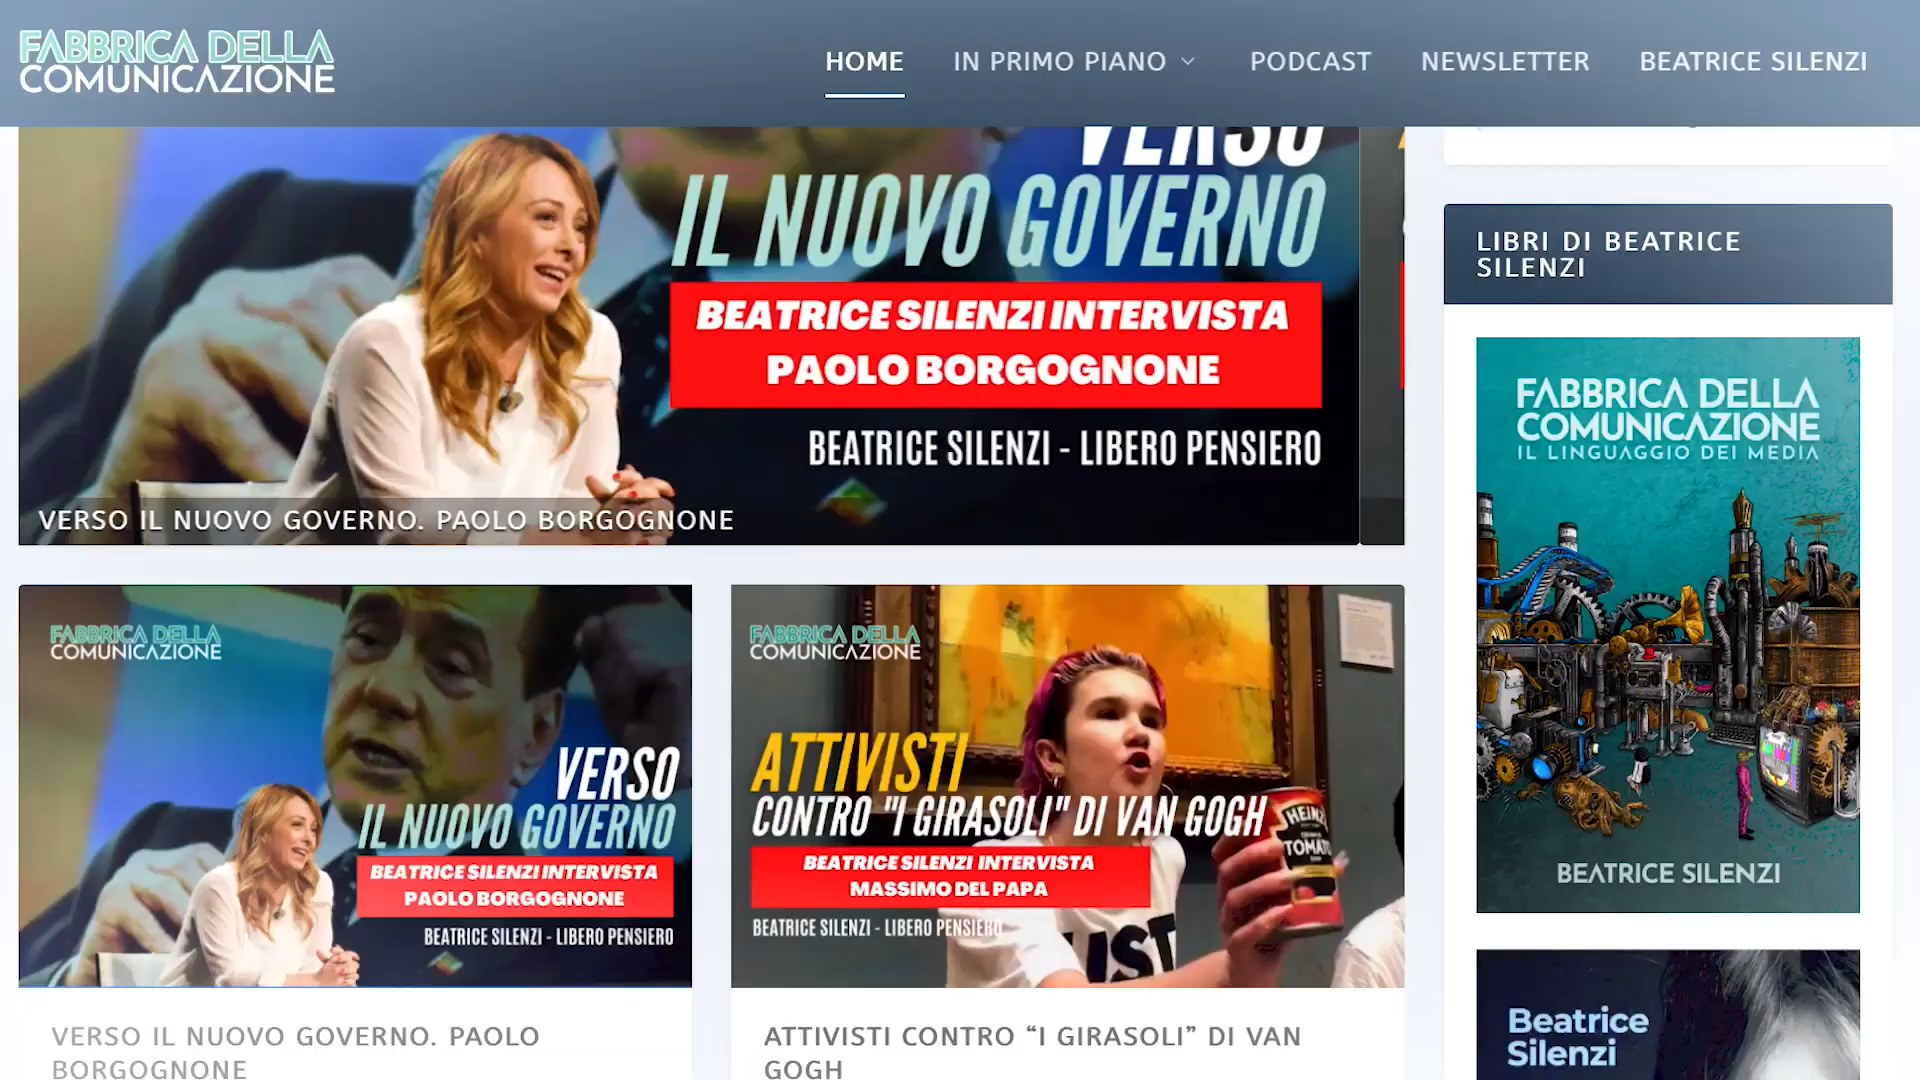 FABBRICA DELLA
COMUNICAZIONE
HOME
IN PRIMO PIANO
PODCAST
NEWSLETTER
BEATRICE SILENZI
VERSO
IL NUOVO GOVERNO
BEATRICE SILENZI INTERVISTA
PAOLO BORGOGNONE
BEATRICE SILENZI - LIBERO PENSIERO
VERSO IL NUOVO GOVERNO. PAOLO BORGOGNONE
FABBRICA DELLA
COMUNICAZIONE
VERSO
IL NUOVO GOVERNO
BEATRICE SILENZI INTERVISTA
PAOLO BORGOGNONE
BEATRICE SILENZI - LIBERO PENSIERO
VERSO IL NUOVO GOVERNO. PAOLO
BORGOGNONE
FABBRICA DELLA
COMUNICAZIONE
ATTIVISTI
CONTRO "I GIRASOLI" DI VAN GOGH
BEATRICE SILENZI INTERVISTA
MASSIMO DEL PAPA
BEATRICE SILENZI - LIBERO PENSIERO
HEINZ
TOMATO
UST
ATTIVISTI CONTRO “I GIRASOLI” DI VAN
GOGH
LIBRI DI BEATRICE
SILENZI
FABBRICA DELLA
COMUNICAZIONE
IL LINGUAGGIO DEI MEDIA
BEATRICE SILENZI
Beatrice
Silenzi